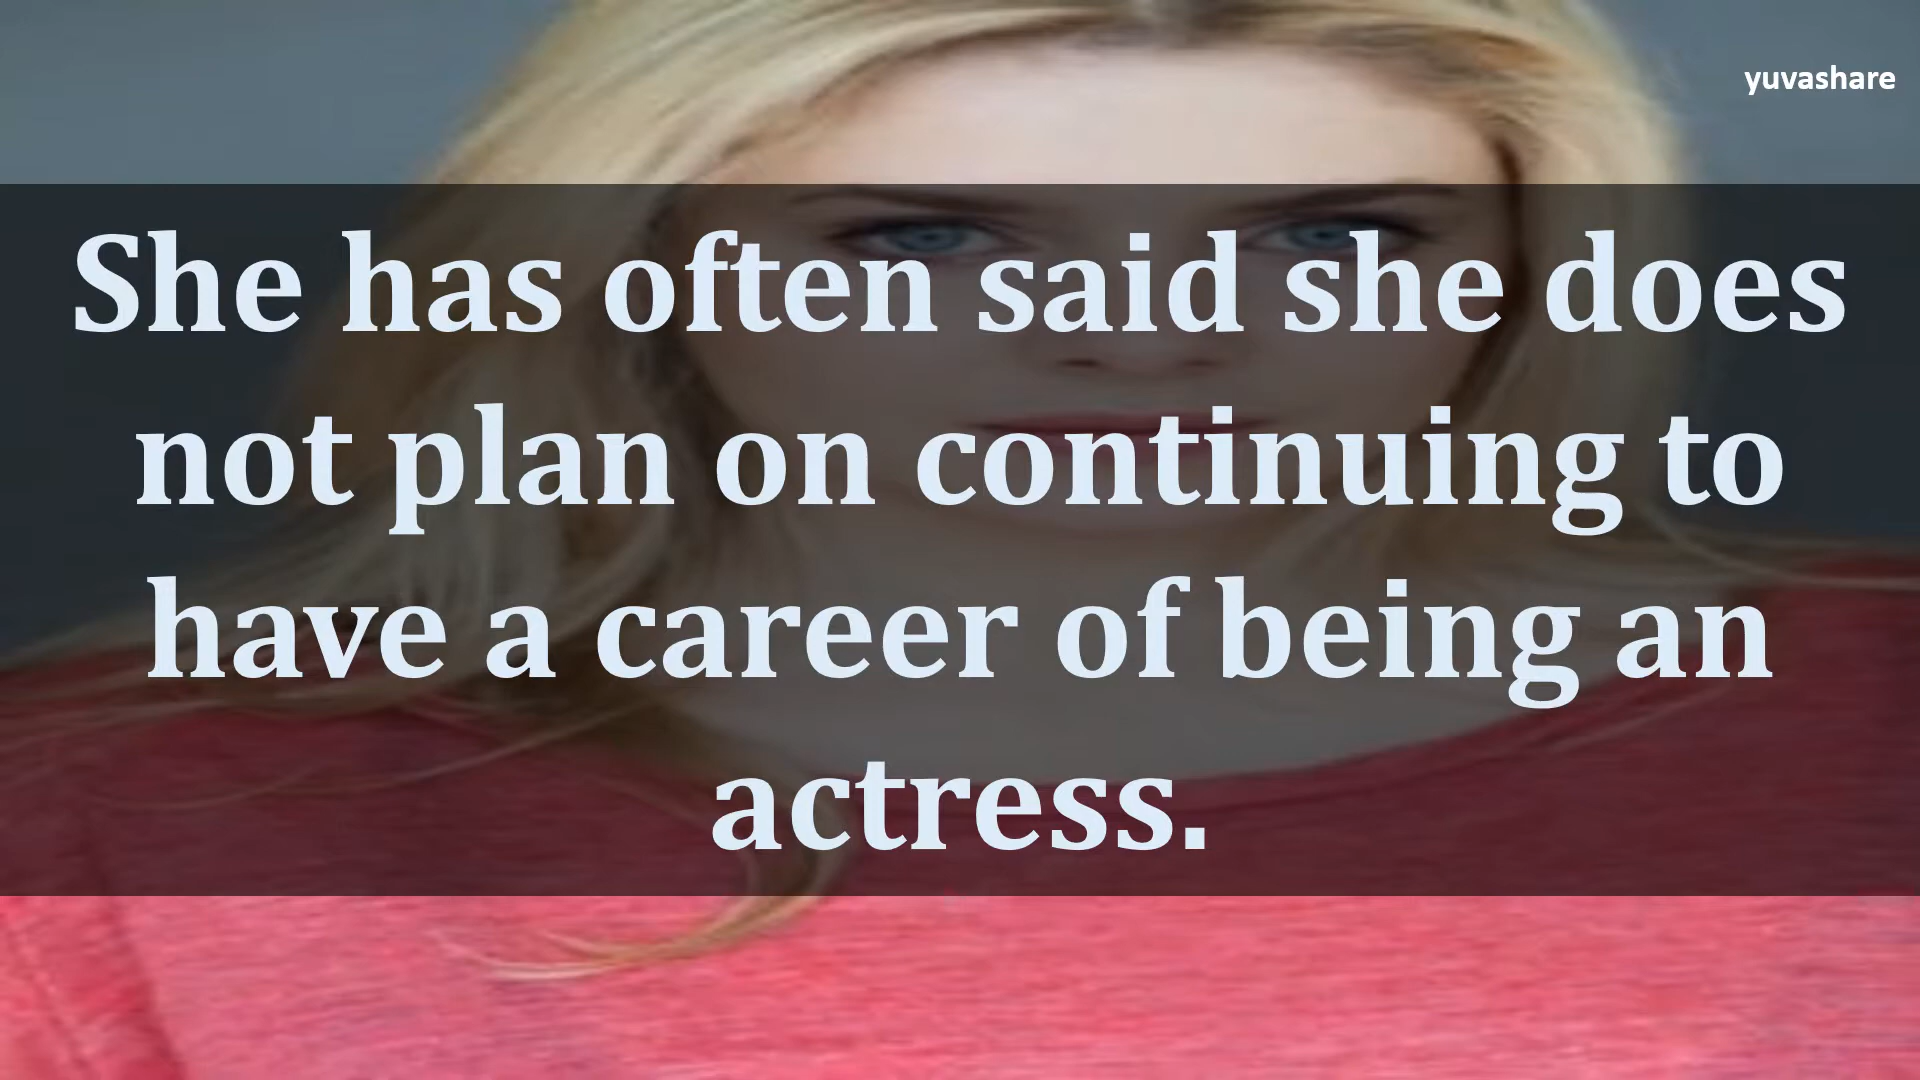 yuvashare
She has often said she does
not plan on continuing to
have a career of being an
actress.